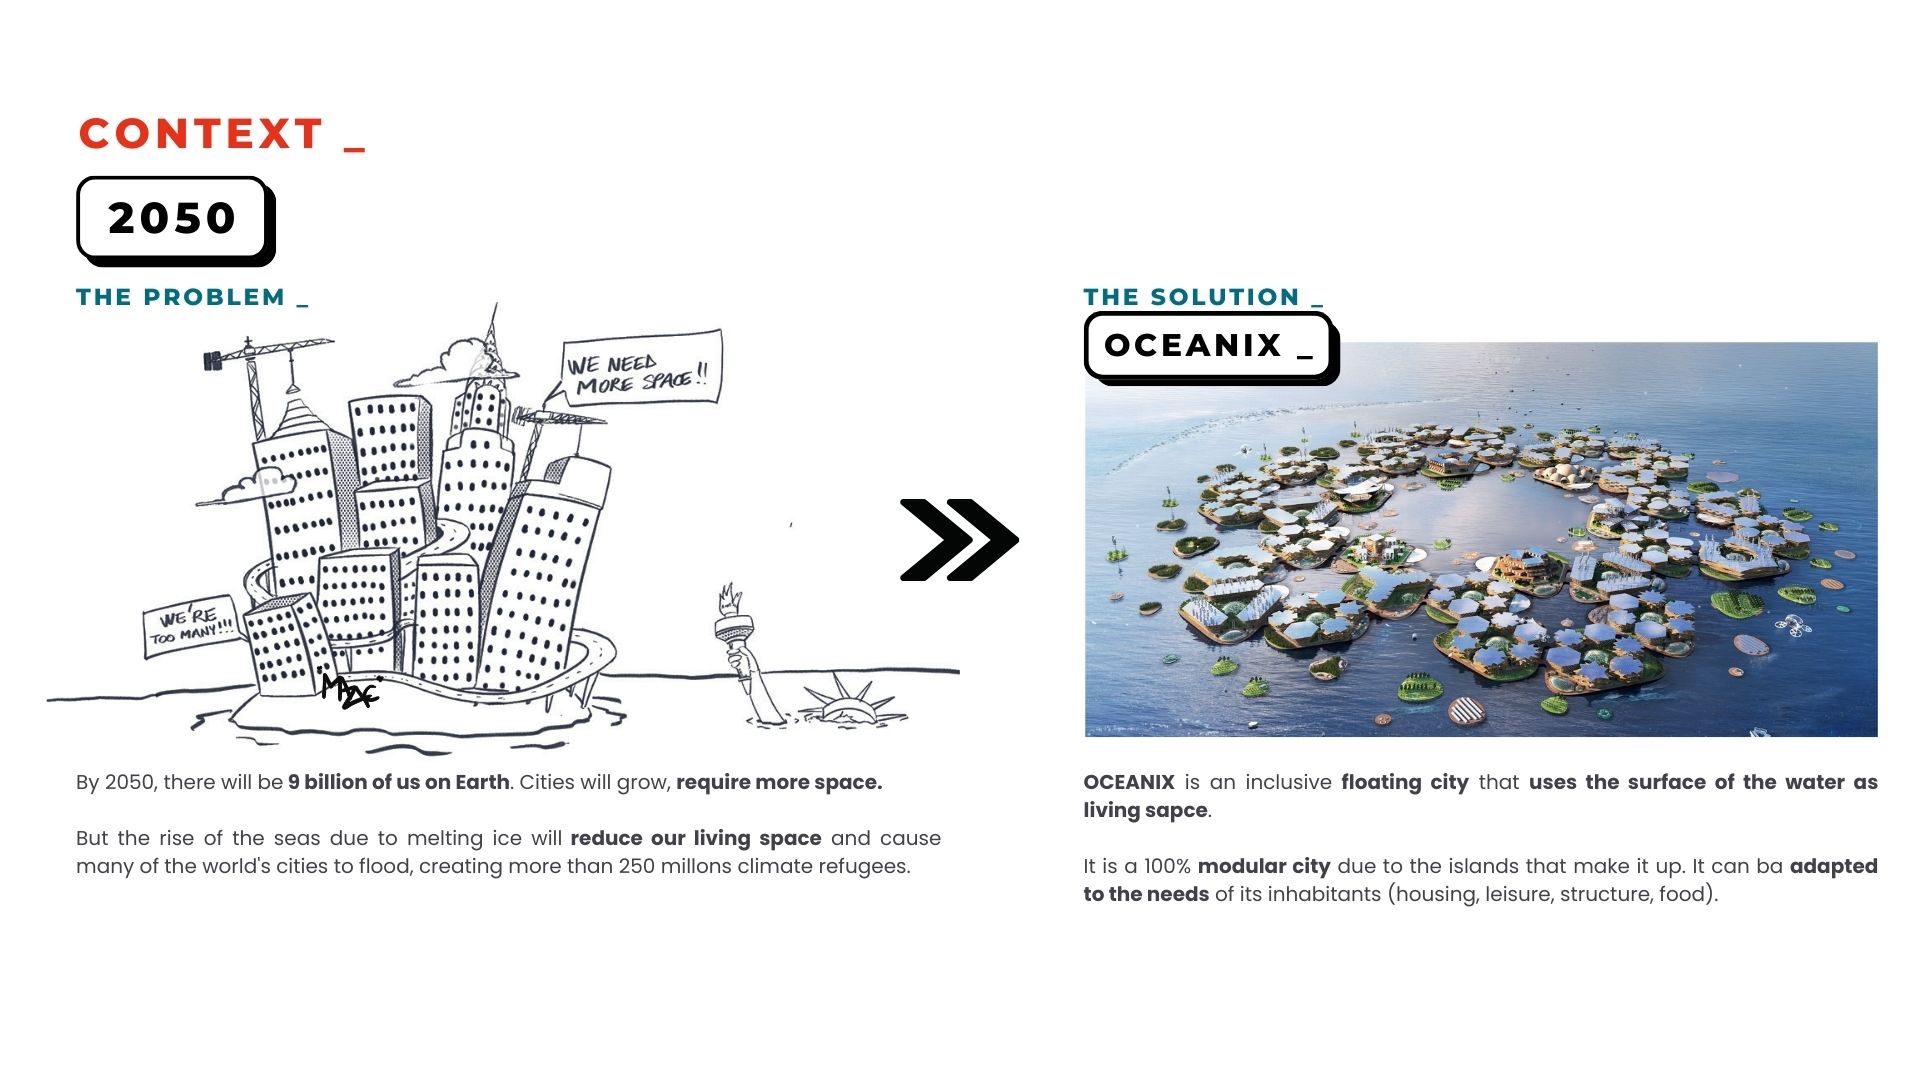 CONTEXT _
2050
THE PROBLEM _
WE NEED
MORE SPACE!!
WE'RE
TOO MANY!!!
MAZE
By 2050, there will be 9 billion of us on Earth. Cities will grow, require more space.
But the rise of the seas due to melting ice will reduce our living space and cause
many of the world's cities to flood, creating more than 250 millons climate refugees.
THE SOLUTION _
OCEANIX _
OCEANIX is an inclusive floating city that uses the surface of the water as
living sapce.
It is a 100% modular city due to the islands that make it up. It can ba adapted
to the needs of its inhabitants (housing, leisure, structure, food).